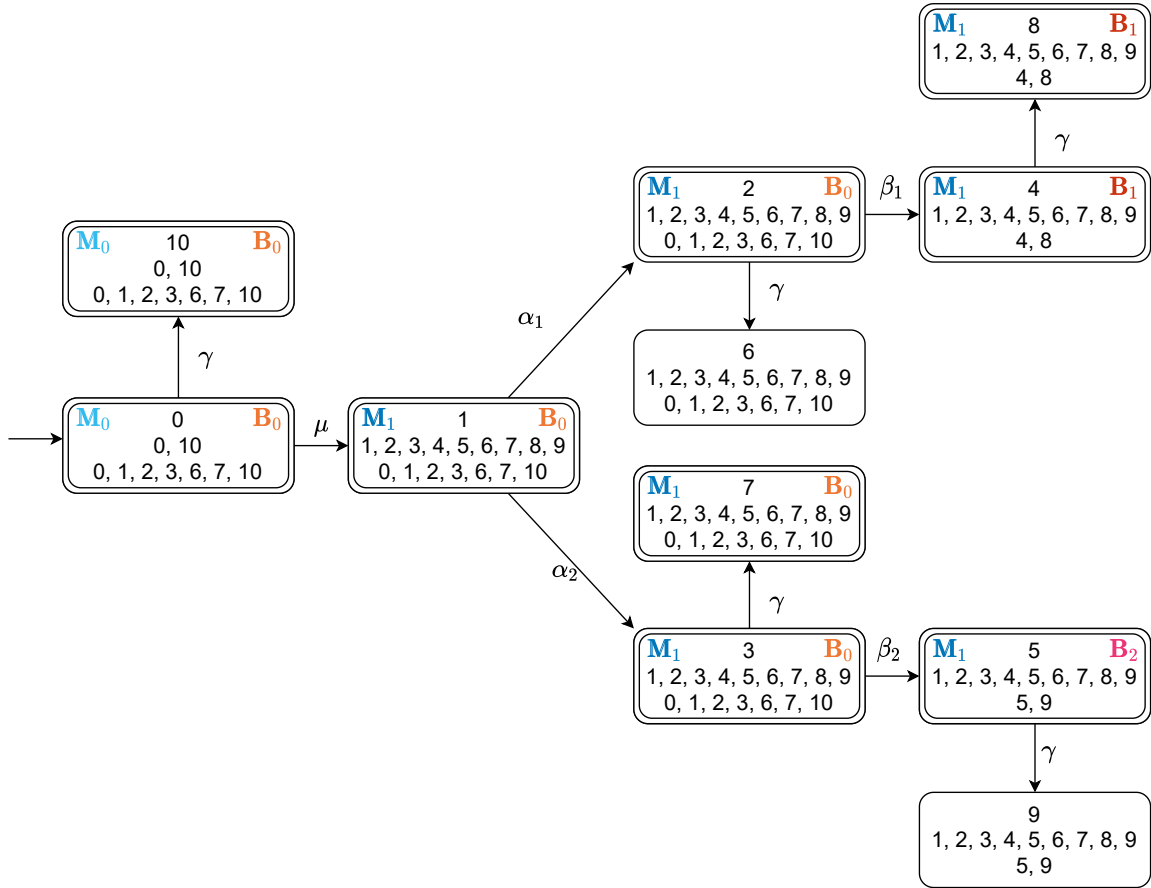 M₁ 8 B₁
1, 2, 3, 4, 5, 6, 7, 8, 9
4, 8
γ
M₁ 2 B₀
1, 2, 3, 4, 5, 6, 7, 8, 9
0, 1, 2, 3, 6, 7, 10
β₁
M₁ 4 B₁
1, 2, 3, 4, 5, 6, 7, 8, 9
4, 8
M₀ 10 B₀
0, 10
0, 1, 2, 3, 6, 7, 10
γ
α₁
γ
6
1, 2, 3, 4, 5, 6, 7, 8, 9
0, 1, 2, 3, 6, 7, 10
M₀ 0 B₀
0, 10
0, 1, 2, 3, 6, 7, 10
μ
M₁ 1 B₀
1, 2, 3, 4, 5, 6, 7, 8, 9
0, 1, 2, 3, 6, 7, 10
M₁ 7 B₀
1, 2, 3, 4, 5, 6, 7, 8, 9
0, 1, 2, 3, 6, 7, 10
α₂
γ
M₁ 3 B₀
1, 2, 3, 4, 5, 6, 7, 8, 9
0, 1, 2, 3, 6, 7, 10
β₂
M₁ 5 B₂
1, 2, 3, 4, 5, 6, 7, 8, 9
5, 9
γ
9
1, 2, 3, 4, 5, 6, 7, 8, 9
5, 9